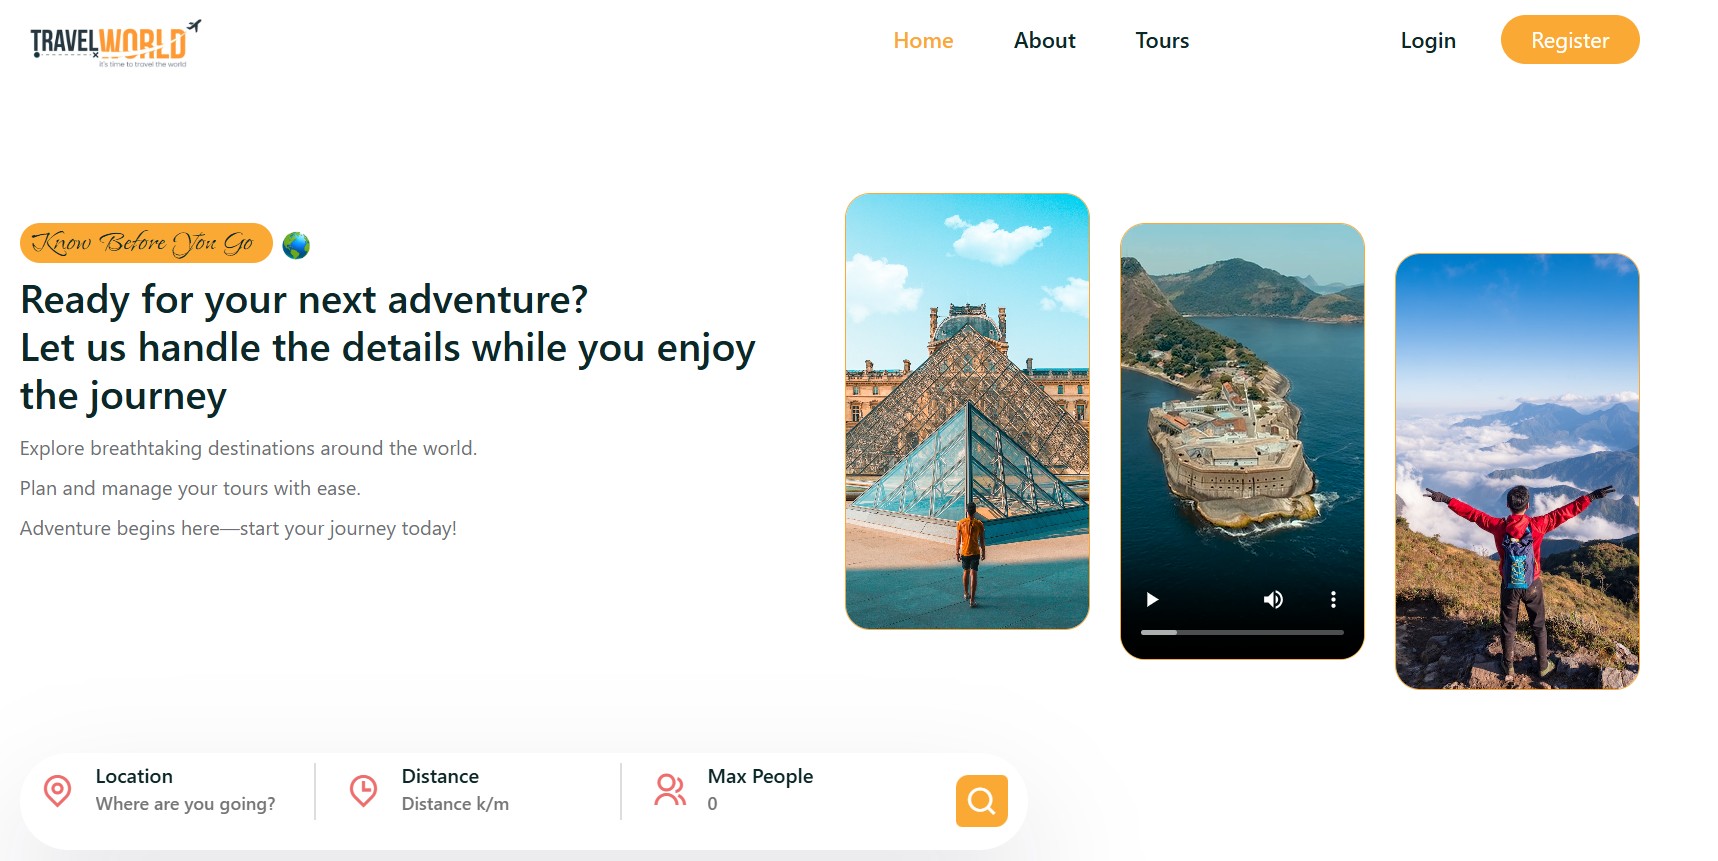 TRAVELWORLD
it's time to travel the world
Home
About
Tours
Login
Register
Know Before You Go
Ready for your next adventure?
Let us handle the details while you enjoy
the journey
Explore breathtaking destinations around the world.
Plan and manage your tours with ease.
Adventure begins here—start your journey today!
Location
Where are you going?
Distance
Distance k/m
Max People
0